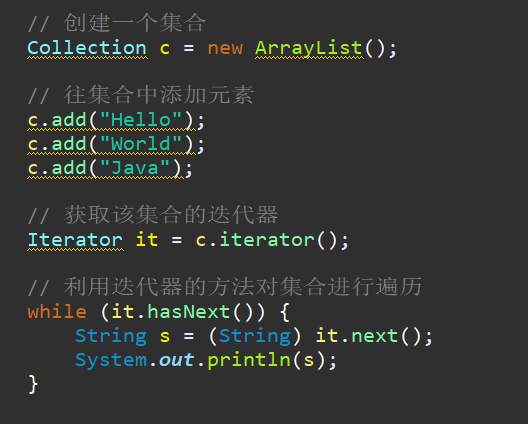 // 创建一个集合
Collection c = new ArrayList();
// 往集合中添加元素
c.add("Hello");
c.add("World");
c.add("Java");
// 获取该集合的迭代器
Iterator it = c.iterator();
// 利用迭代器的方法对集合进行遍历
while (it.hasNext()) {
    String s = (String) it.next();
    System.out.println(s);
}